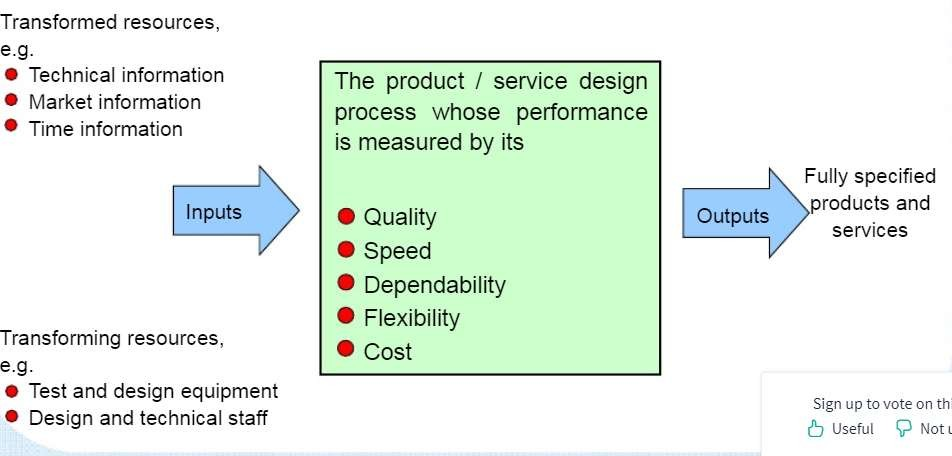 Transformed resources,
e.g.
Technical information
Market information
Time information
The product / service design
process whose performance
is measured by its
Quality
Speed
Dependability
Flexibility
Cost
Inputs
Outputs
Fully specified
products and
services
Transforming resources,
e.g.
Test and design equipment
Design and technical staff
Sign up to vote on
Useful
Not